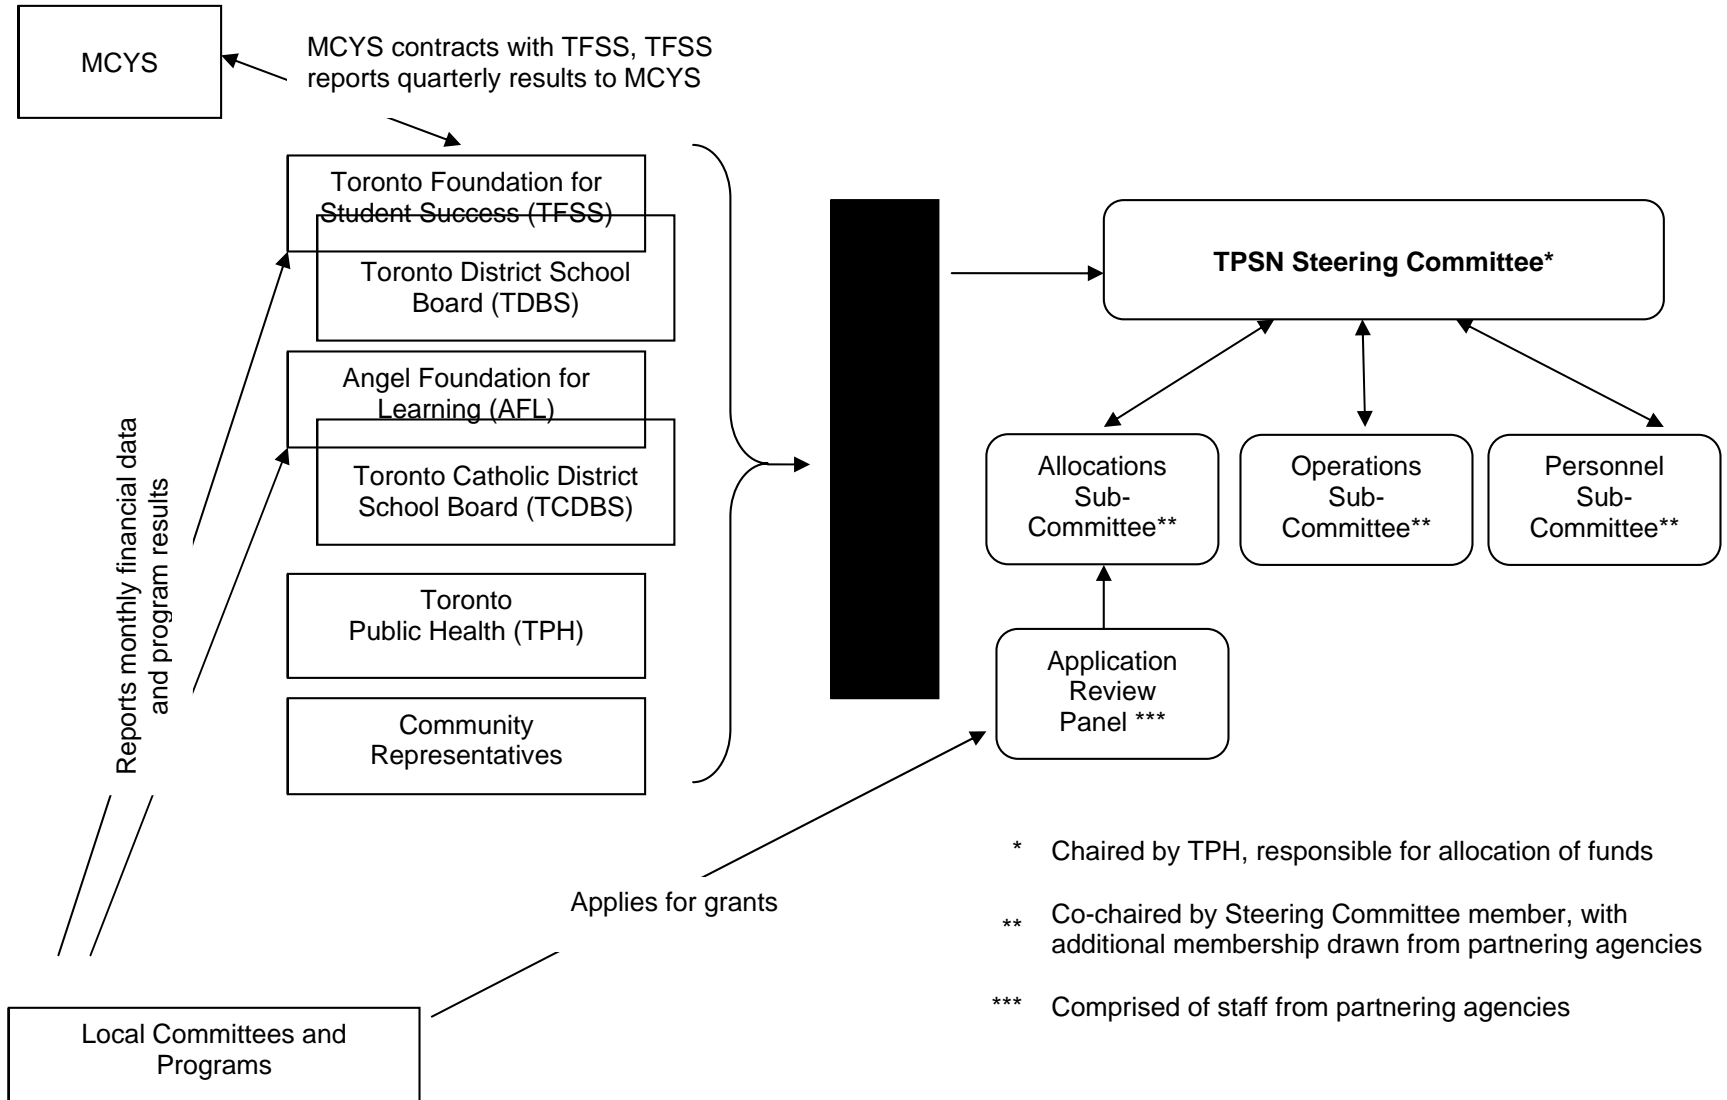 MCYS
MCYS contracts with TFSS, TFSS
reports quarterly results to MCYS
Toronto Foundation for
Student Success (TFSS)
Toronto District School
Board (TDBS)
Angel Foundation for
Learning (AFL)
Toronto Catholic District
School Board (TCDBS)
Toronto
Public Health (TPH)
Community
Representatives
Reports monthly financial data
and program results
TPSN Steering Committee*
Allocations
Sub-
Committee**
Operations
Sub-
Committee**
Personnel
Sub-
Committee**
Application
Review
Panel ***
Applies for grants
Local Committees and
Programs
* Chaired by TPH, responsible for allocation of funds
** Co-chaired by Steering Committee member, with
additional membership drawn from partnering agencies
*** Comprised of staff from partnering agencies